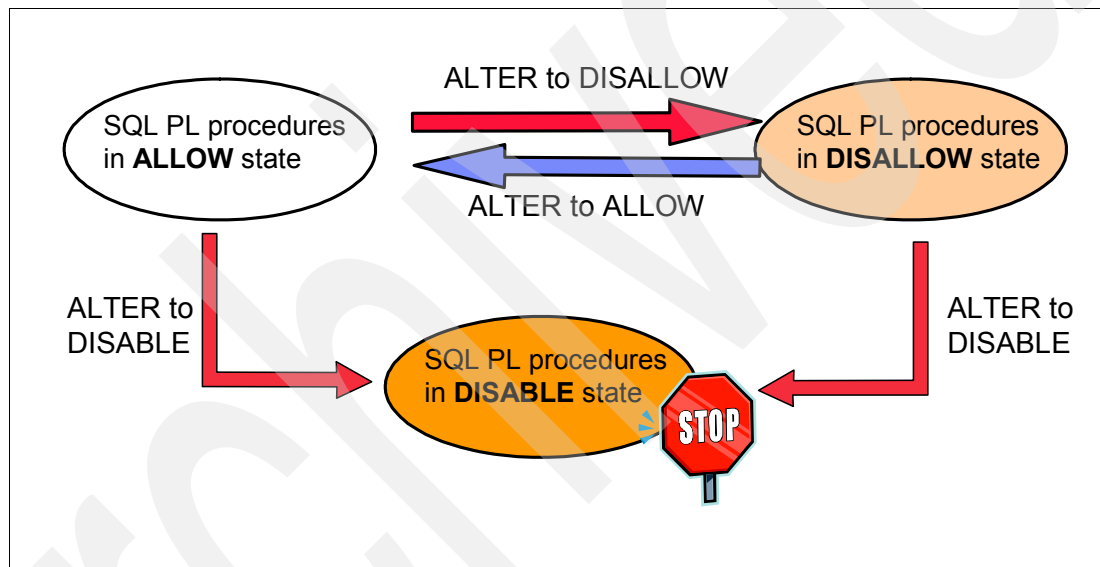 ALTER to DISALLOW
SQL PL procedures
in ALLOW state
SQL PL procedures
in DISALLOW state
ALTER to ALLOW
ALTER to
DISABLE
ALTER to
DISABLE
SQL PL procedures
in DISABLE state
STOP